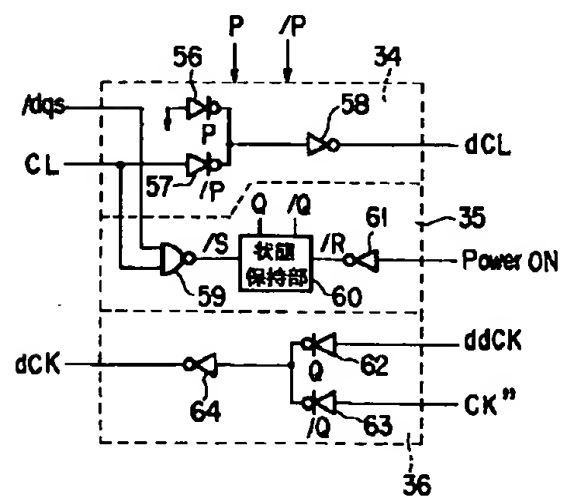 P /P
56 34
/dqs 58
P dCL
CL
57 /P
Q /Q 35
/S 状態
保持部 /R 61
Power ON
59 60
ddCK
dCK Q 62
64 CK"
/Q 63
36